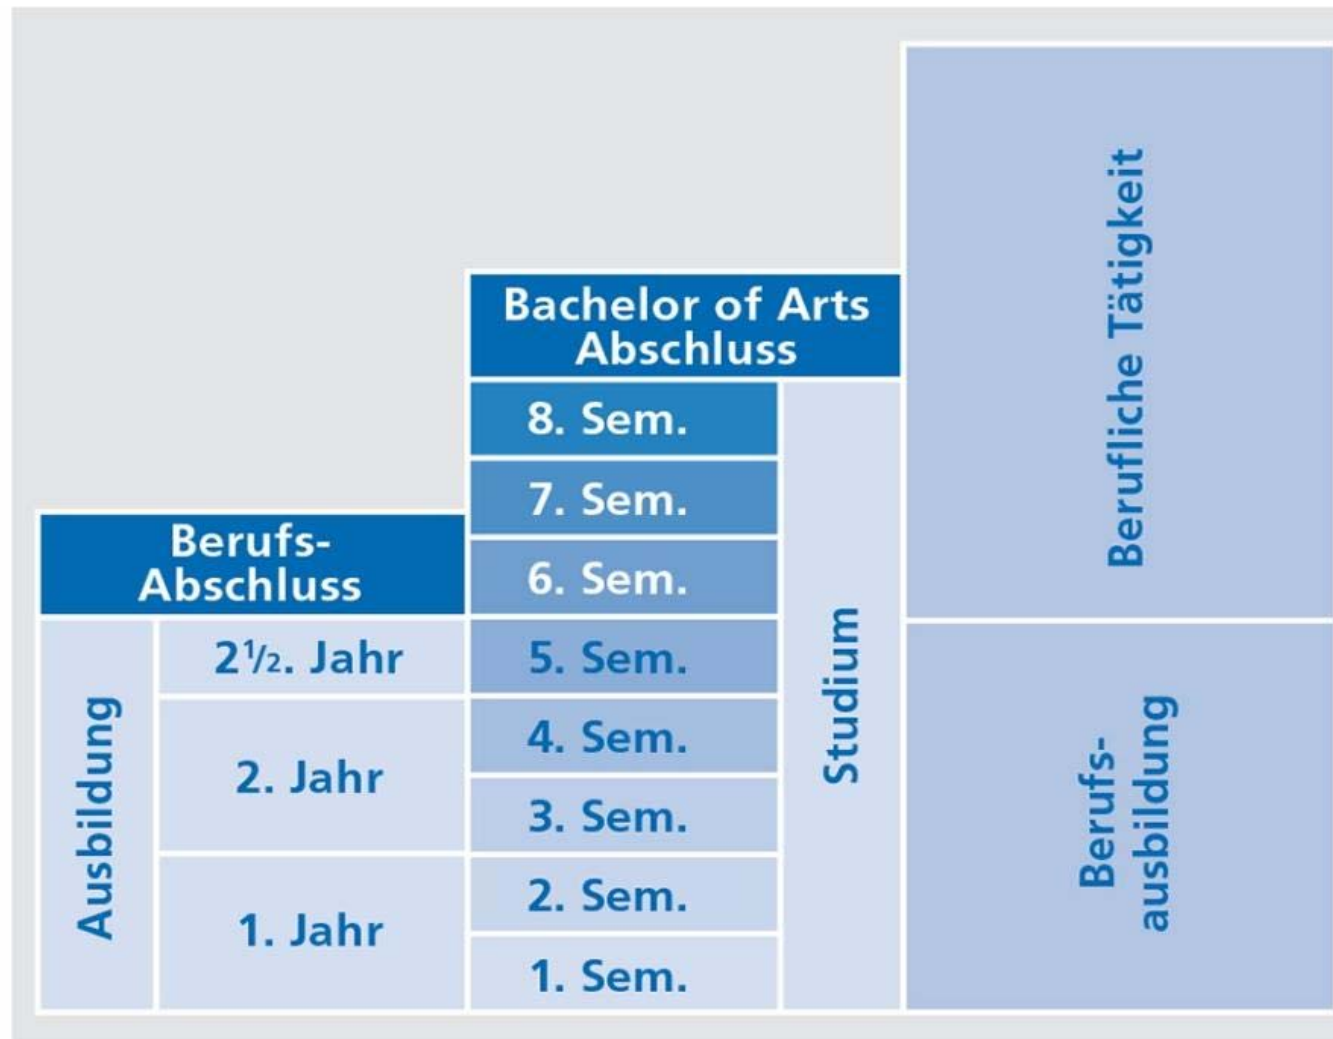 Berufliche Tätigkeit
Bachelor of Arts
Abschluss
8. Sem.
7. Sem.
6. Sem.
Berufs-
Abschluss
Ausbildung
2½. Jahr
5. Sem.
Studium
2. Jahr
4. Sem.
3. Sem.
1. Jahr
2. Sem.
1. Sem.
Berufs-
ausbildung